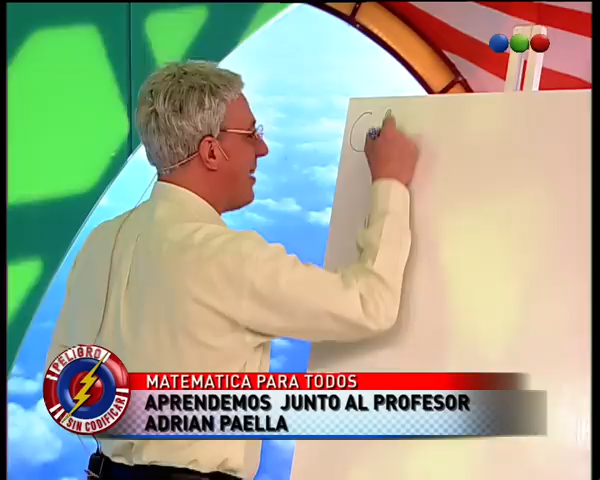 PELIGRO
SIN CODIFICAR
MATEMATICA PARA TODOS
APRENDEMOS JUNTO AL PROFESOR
ADRIAN PAELLA